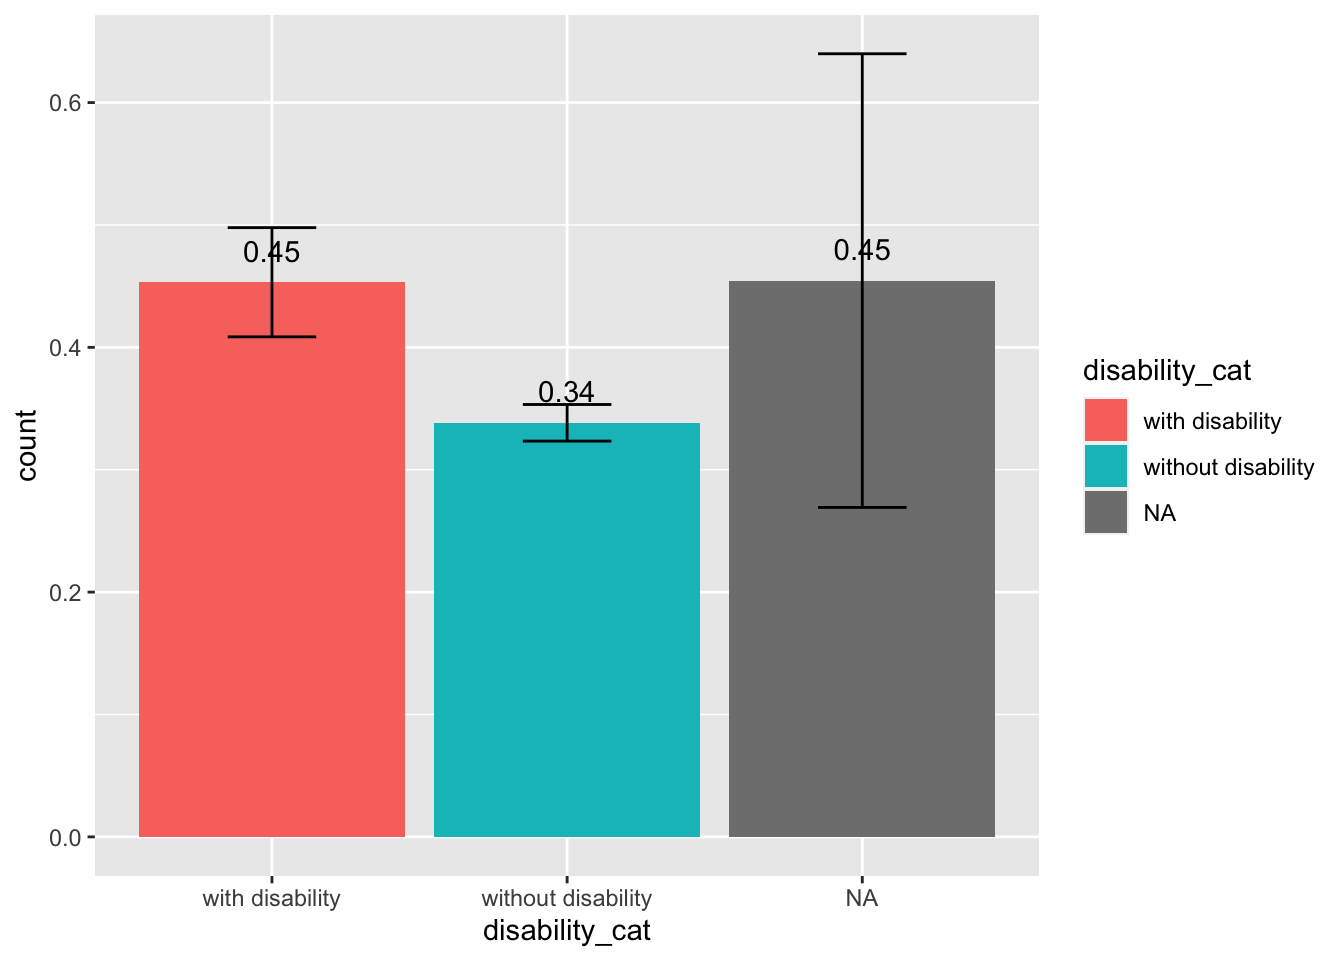 0.6
0.4
0.2
0.0
count
0.45
0.34
0.45
with disability
without disability
NA
disability_cat
disability_cat
with disability
without disability
NA